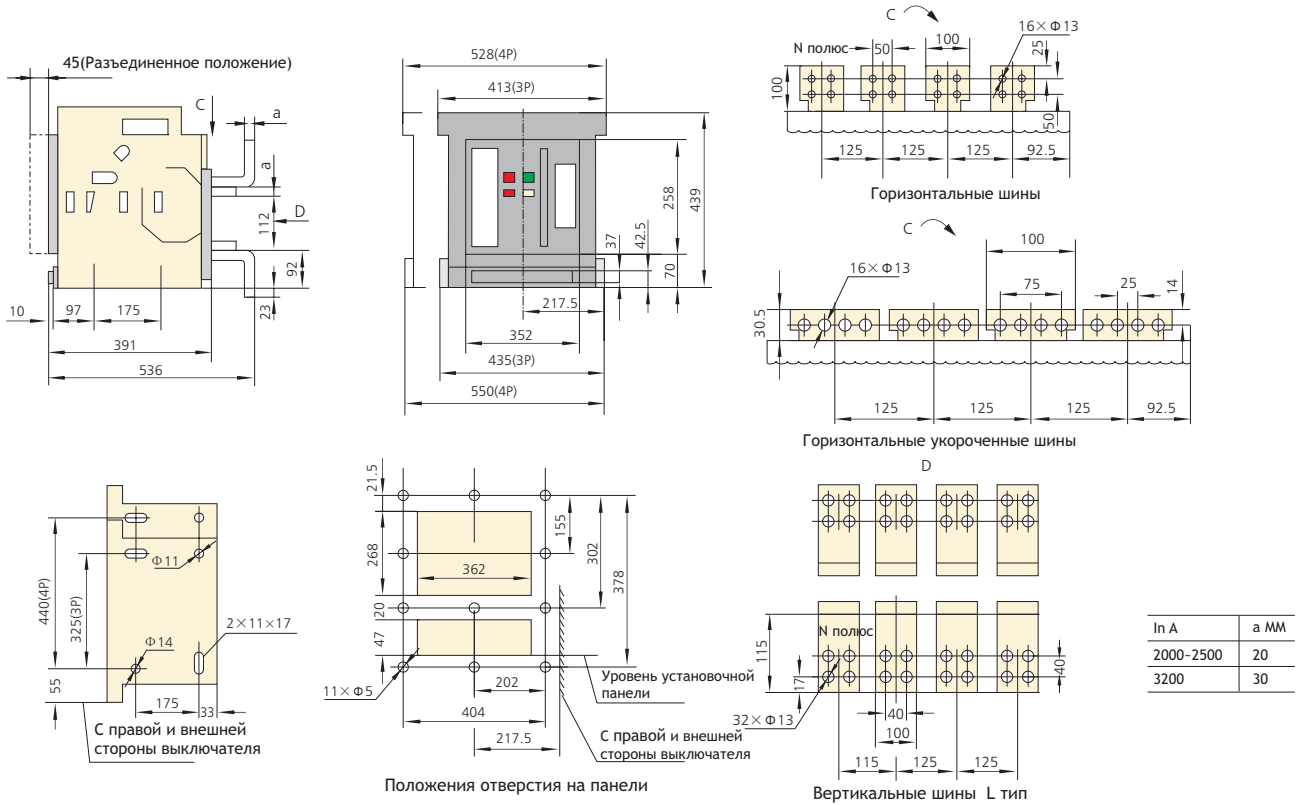 45(Разъединенное положение)
C
a
a
112
D
92
23
10
97
175
391
536
528(4P)
413(3P)
258
439
37
42.5
70
217.5
352
435(3P)
550(4P)
C
16×Φ13
N полюс
50
100
25
100
50
125
125
125
92.5
Горизонтальные шины
C
100
16×Φ13
75
25
14
30.5
125
125
125
92.5
Горизонтальные укороченные шины
440(4P)
325(3P)
Φ11
2×11×17
Φ14
55
175
33
С правой и внешней
стороны выключателя
21.5
155
302
378
268
362
20
47
11×Φ5
202
404
217.5
Уровень установочной
панели
С правой и внешней
стороны выключателя
Положения отверстия на панели
D
N полюс
115
17
40
32×Φ13
40
100
115
125
125
Вертикальные шины L тип
In A a MM
2000-2500 20
3200 30